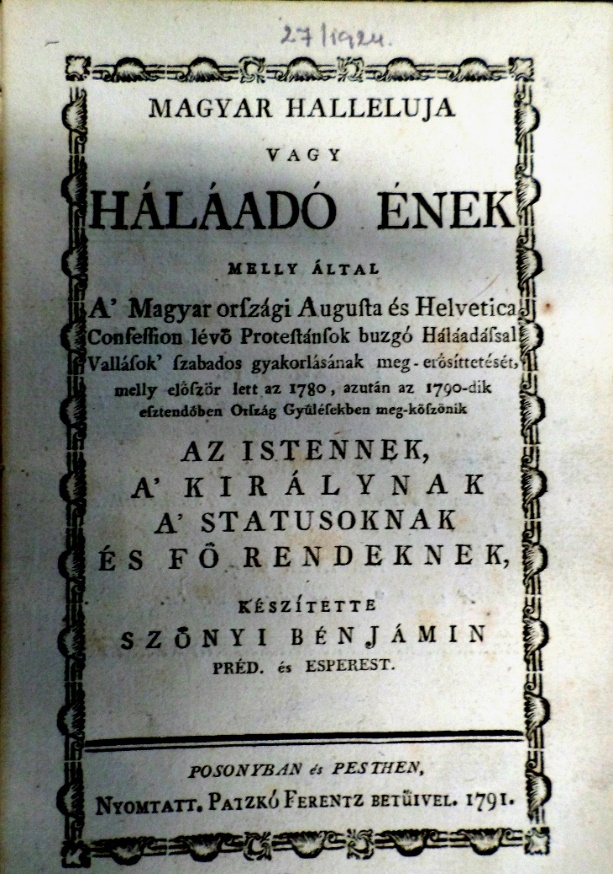 27/1924.
MAGYAR HALLELUJA
VAGY
HÁLÁADÓ ÉNEK
MELLY ÁLTAL
A' Magyar orſzági Auguſta és Helvetica
Confeſſion lévő Proteſtánſok buzgó Háláadáſsal
Vallások' ſzabados gyakorlásának meg-erősíttetését,
melly elöſzör lett az 1780, azután az 1790-dik
eſztendőben Orſzág Gyűléſekben meg-köſzönik
AZ ISTENNEK,
A' KIRÁLYNAK
A' STATUSOKNAK
ÉS FŐ RENDEKNEK,
KÉSZÍTETTE
SZŐNYI BÉNJÁMIN
PRÉD. és ESPEREST.
POSONYBAN és PESTHEN,
NYOMTATT. PATZKÓ FERENTZ BETŰIVEL. 1791.